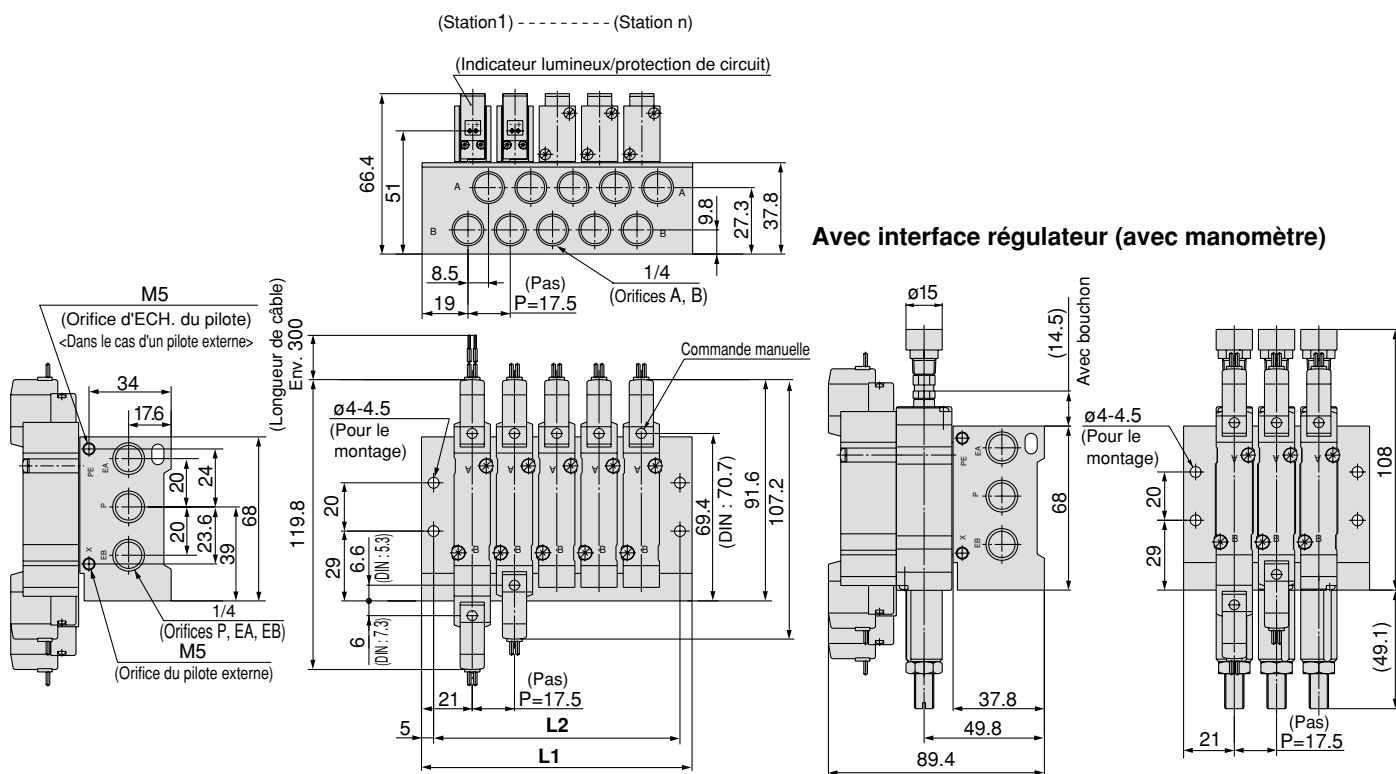 (Station1) - - - - - - - - - (Station n)
(Indicateur lumineux/protection de circuit)
66.4
51
A
A
B
B
9.8
27.3
37.8
8.5
19
(Pas)
P=17.5
1/4
(Orifices A, B)
Avec interface régulateur (avec manomètre)
M5
(Orifice d'ECH. du pilote)
<Dans le cas d'un pilote externe>
34
17.6
PE
EA
P
X
EB
20
20
24
23.6
39
68
1/4
(Orifices P, EA, EB)
M5
(Orifice du pilote externe)
(Longueur de câble)
Env. 300
Commande manuelle
ø4-4.5
(Pour le
montage)
119.8
20
29
6.6
(DIN : 5.3)
6
(DIN : 7.3)
A
A
A
A
A
B
B
B
B
B
69.4
(DIN : 70.7)
91.6
107.2
21
(Pas)
P=17.5
5
L2
L1
ø15
(14.5)
Avec bouchon
PE
EA
P
X
EB
68
37.8
49.8
89.4
ø4-4.5
(Pour le
montage)
20
29
A
A
A
B
B
B
108
(49.1)
21
(Pas)
P=17.5